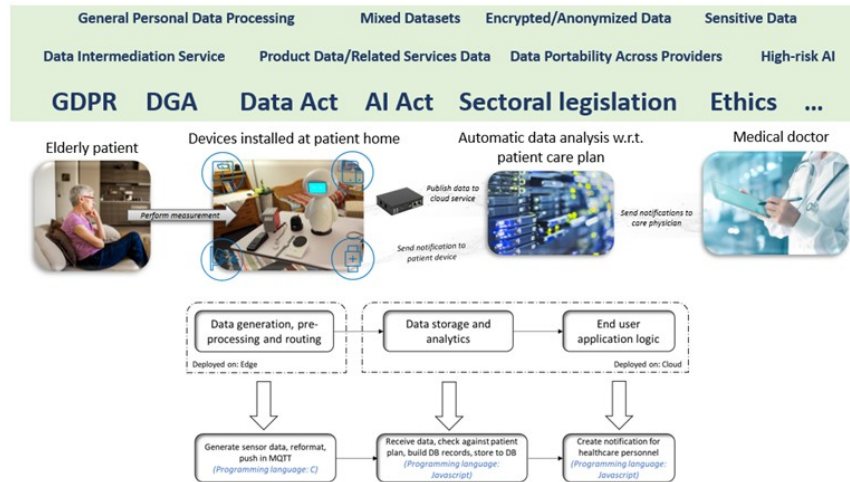 General Personal Data Processing
Mixed Datasets
Encrypted/Anonymized Data
Sensitive Data
Data Intermediation Service
Product Data/Related Services Data
Data Portability Across Providers
High-risk AI
GDPR
DGA
Data Act
AI Act
Sectoral legislation
Ethics
...
Elderly patient
Devices installed at patient home
Automatic data analysis w.r.t.
patient care plan
Medical doctor
Perform measurement
Publish data to
cloud service
Send notification to
patient device
Send notifications to
care physician
Data generation, pre-
processing and routing
Deployed on: Edge
Data storage and
analytics
End user
application logic
Deployed on: Cloud
Generate sensor data, reformat,
push in MQTT
(Programming language: C)
Receive data, check against patient
plan, build DB records, store to DB
(Programming language:
Javascript)
Create notification for
healthcare personnel
(Programming language:
Javascript)